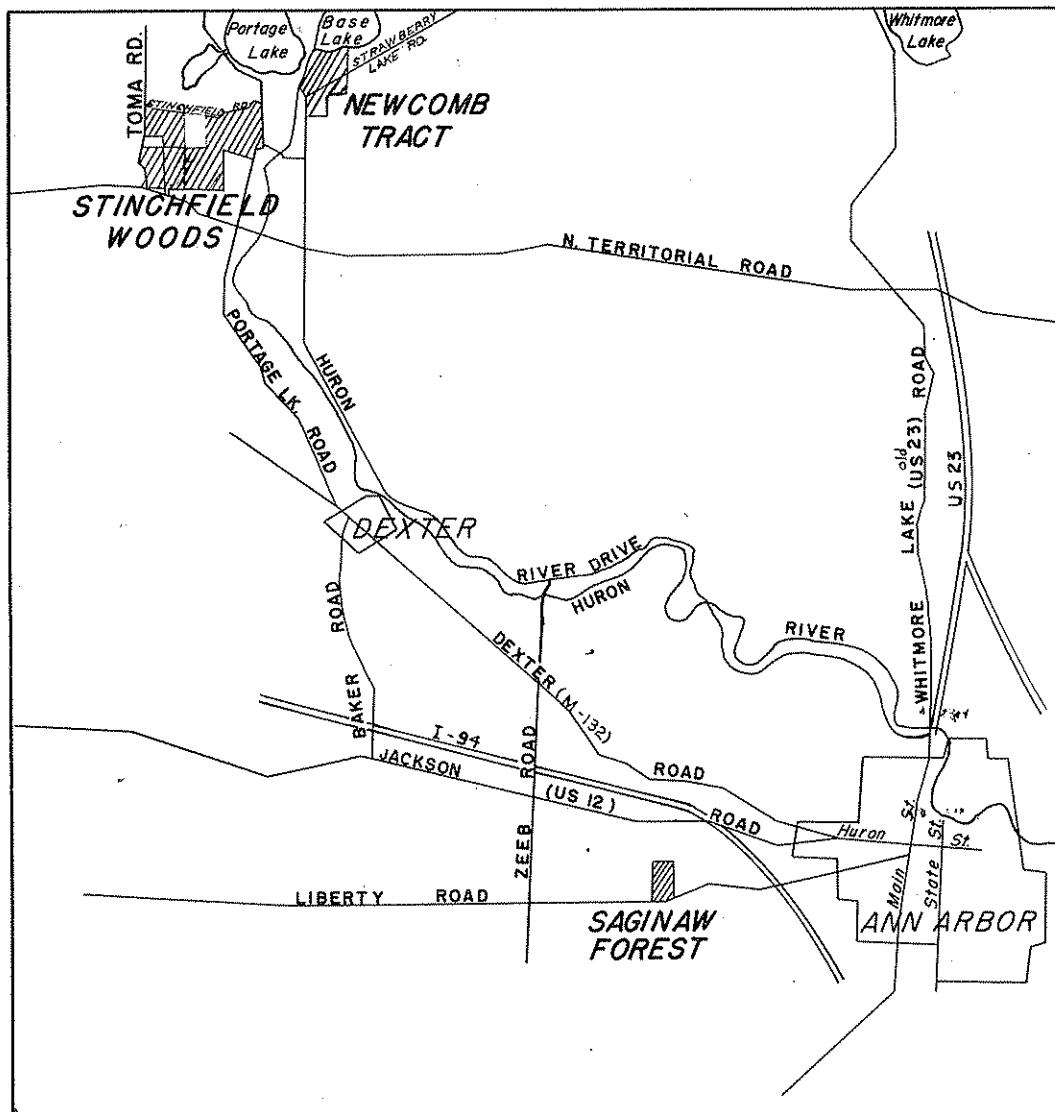 Portage
Lake
Base
Lake
STRAWBERRY
LAKE RD.
Whitmore
Lake
TOMA RD.
STINCHFIELD RD.
NEWCOMB
TRACT
STINCHFIELD
WOODS
N. TERRITORIAL ROAD
PORTAGE LK. ROAD
HURON
RIVER DRIVE
WHITMORE LAKE (US 23) ROAD
old
US 23
DEXTER
HURON
RIVER
BAKER ROAD
DEXTER (M-132)
ROAD
I-94
JACKSON
(US 12)
ROAD
ZEEB ROAD
Huron St.
Main St.
State St.
LIBERTY ROAD
SAGINAW
FOREST
ANN ARBOR